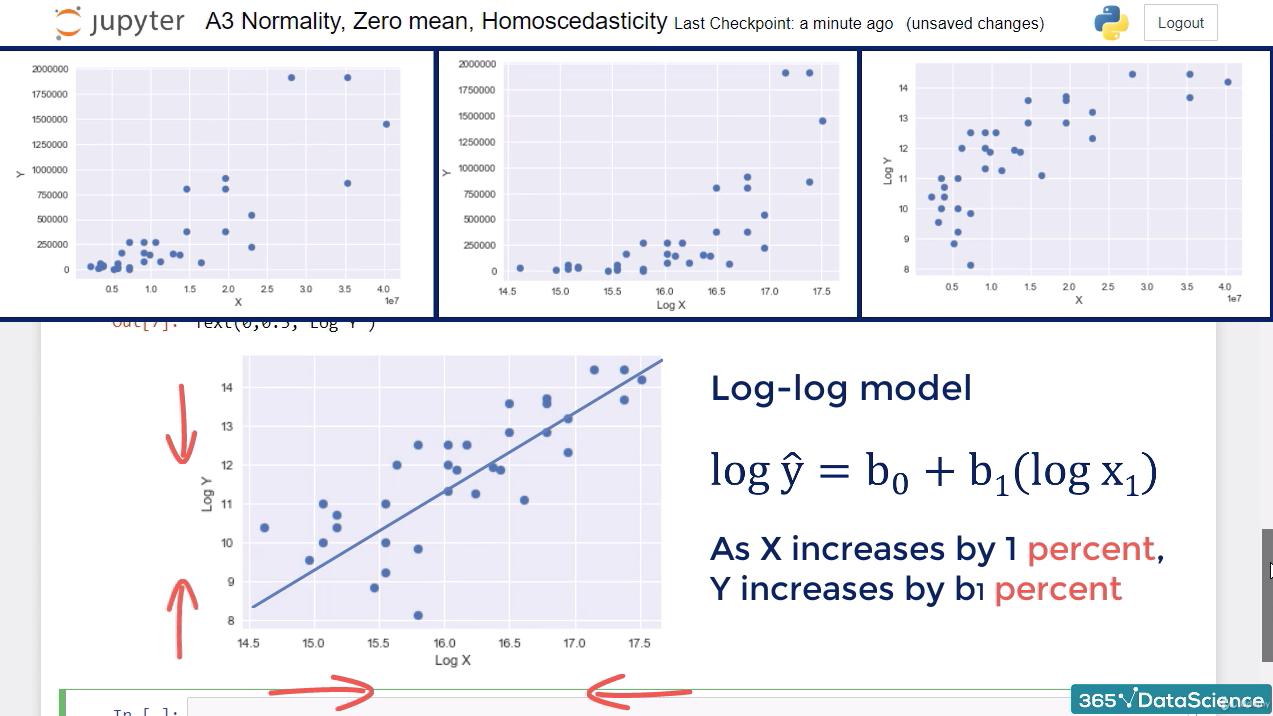 jupyter A3 Normality, Zero mean, Homoscedasticity Last Checkpoint: a minute ago (unsaved changes) Logout
2000000
1750000
1500000
1250000
1000000
750000
500000
250000
0
Y
0.5 1.0 1.5 2.0 2.5 3.0 3.5 4.0
1e7
X
2000000
1750000
1500000
1250000
1000000
750000
500000
250000
0
Y
14.5 15.0 15.5 16.0 16.5 17.0 17.5
Log X
14
13
12
11
10
9
8
Log Y
0.5 1.0 1.5 2.0 2.5 3.0 3.5 4.0
1e7
X
Out[7]: Text(0,0.5,'Log Y')
14
13
12
11
10
9
8
Log Y
14.5 15.0 15.5 16.0 16.5 17.0 17.5
Log X
Log-log model
log ŷ = b₀ + b₁(log x₁)
As X increases by 1 percent,
Y increases by b₁ percent
In [ ]:
365 DataScience